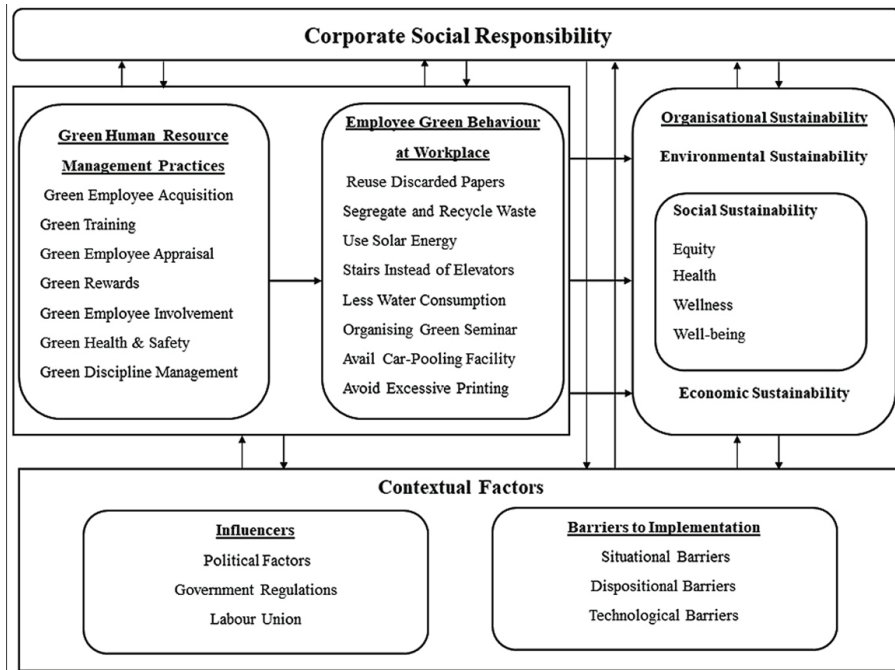 Corporate Social Responsibility
Green Human Resource
Management Practices
Green Employee Acquisition
Green Training
Green Employee Appraisal
Green Rewards
Green Employee Involvement
Green Health & Safety
Green Discipline Management
Employee Green Behaviour
at Workplace
Reuse Discarded Papers
Segregate and Recycle Waste
Use Solar Energy
Stairs Instead of Elevators
Less Water Consumption
Organising Green Seminar
Avail Car-Pooling Facility
Avoid Excessive Printing
Organisational Sustainability
Environmental Sustainability
Social Sustainability
Equity
Health
Wellness
Well-being
Economic Sustainability
Contextual Factors
Influencers
Political Factors
Government Regulations
Labour Union
Barriers to Implementation
Situational Barriers
Dispositional Barriers
Technological Barriers